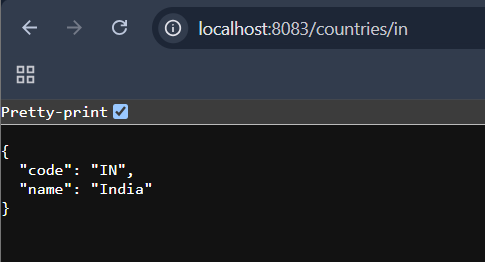 localhost:8083/countries/in
Pretty-print
{
  "code": "IN",
  "name": "India"
}